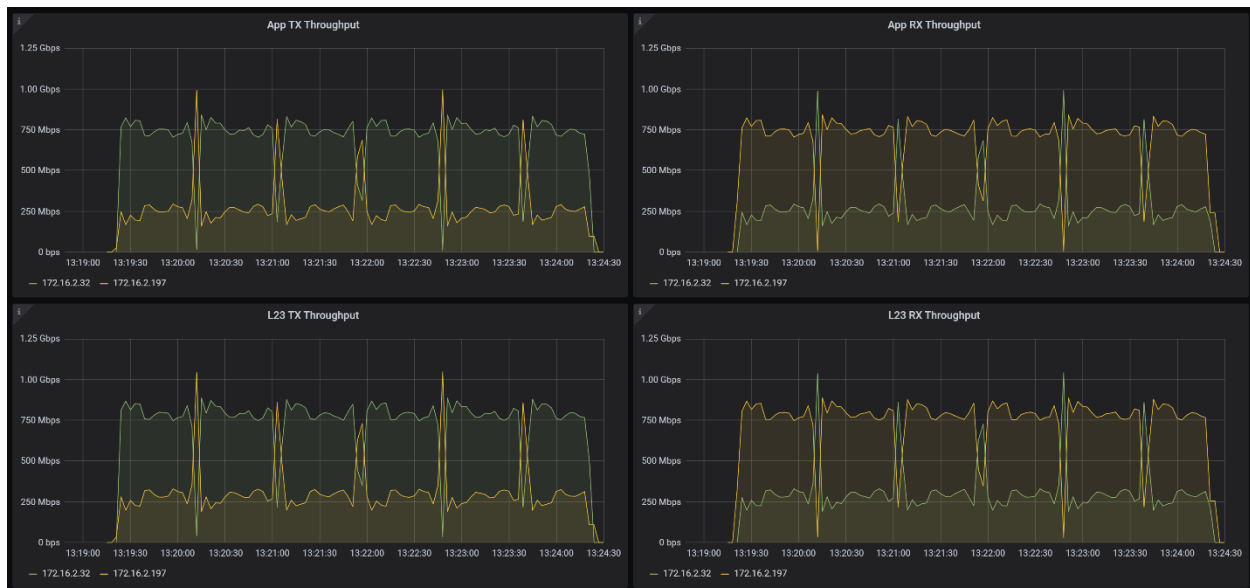 i
App TX Throughput
1.25 Gbps
1.00 Gbps
750 Mbps
500 Mbps
250 Mbps
0 bps
13:19:00 13:19:30 13:20:00 13:20:30 13:21:00 13:21:30 13:22:00 13:22:30 13:23:00 13:23:30 13:24:00 13:24:30
172.16.2.32 172.16.2.197
i
App RX Throughput
1.25 Gbps
1.00 Gbps
750 Mbps
500 Mbps
250 Mbps
0 bps
13:19:00 13:19:30 13:20:00 13:20:30 13:21:00 13:21:30 13:22:00 13:22:30 13:23:00 13:23:30 13:24:00 13:24:30
172.16.2.32 172.16.2.197
i
L23 TX Throughput
1.25 Gbps
1.00 Gbps
750 Mbps
500 Mbps
250 Mbps
0 bps
13:19:00 13:19:30 13:20:00 13:20:30 13:21:00 13:21:30 13:22:00 13:22:30 13:23:00 13:23:30 13:24:00 13:24:30
172.16.2.32 172.16.2.197
i
L23 RX Throughput
1.25 Gbps
1.00 Gbps
750 Mbps
500 Mbps
250 Mbps
0 bps
13:19:00 13:19:30 13:20:00 13:20:30 13:21:00 13:21:30 13:22:00 13:22:30 13:23:00 13:23:30 13:24:00 13:24:30
172.16.2.32 172.16.2.197